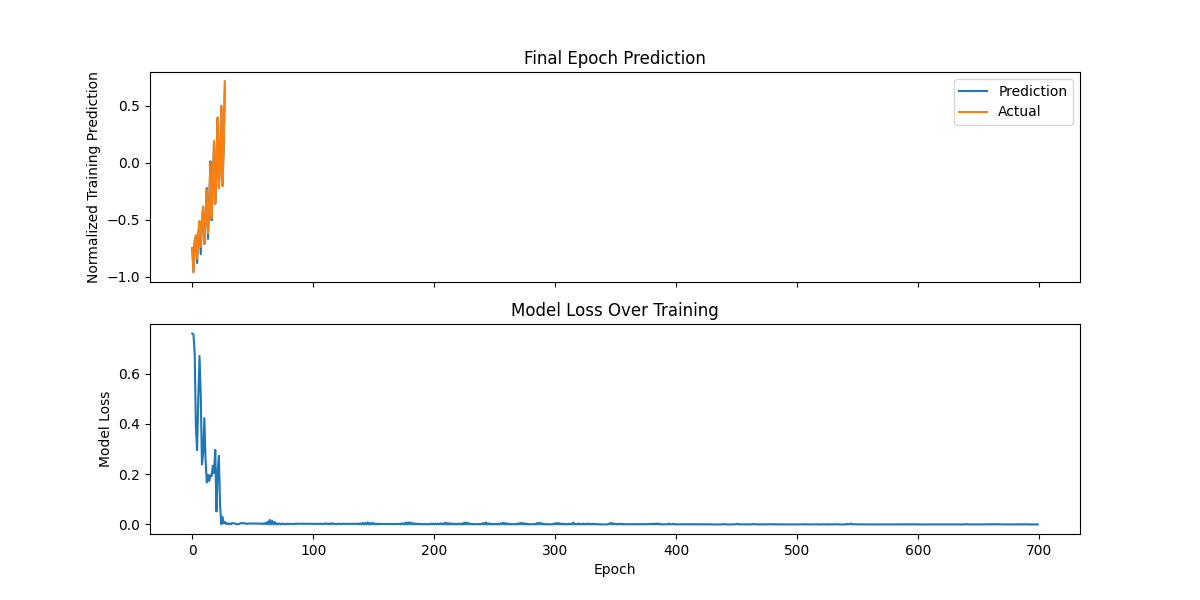 Final Epoch Prediction
Normalized Training Prediction
0.5
0.0
−0.5
−1.0
Prediction
Actual
Model Loss Over Training
Model Loss
0.6
0.4
0.2
0.0
0 100 200 300 400 500 600 700
Epoch